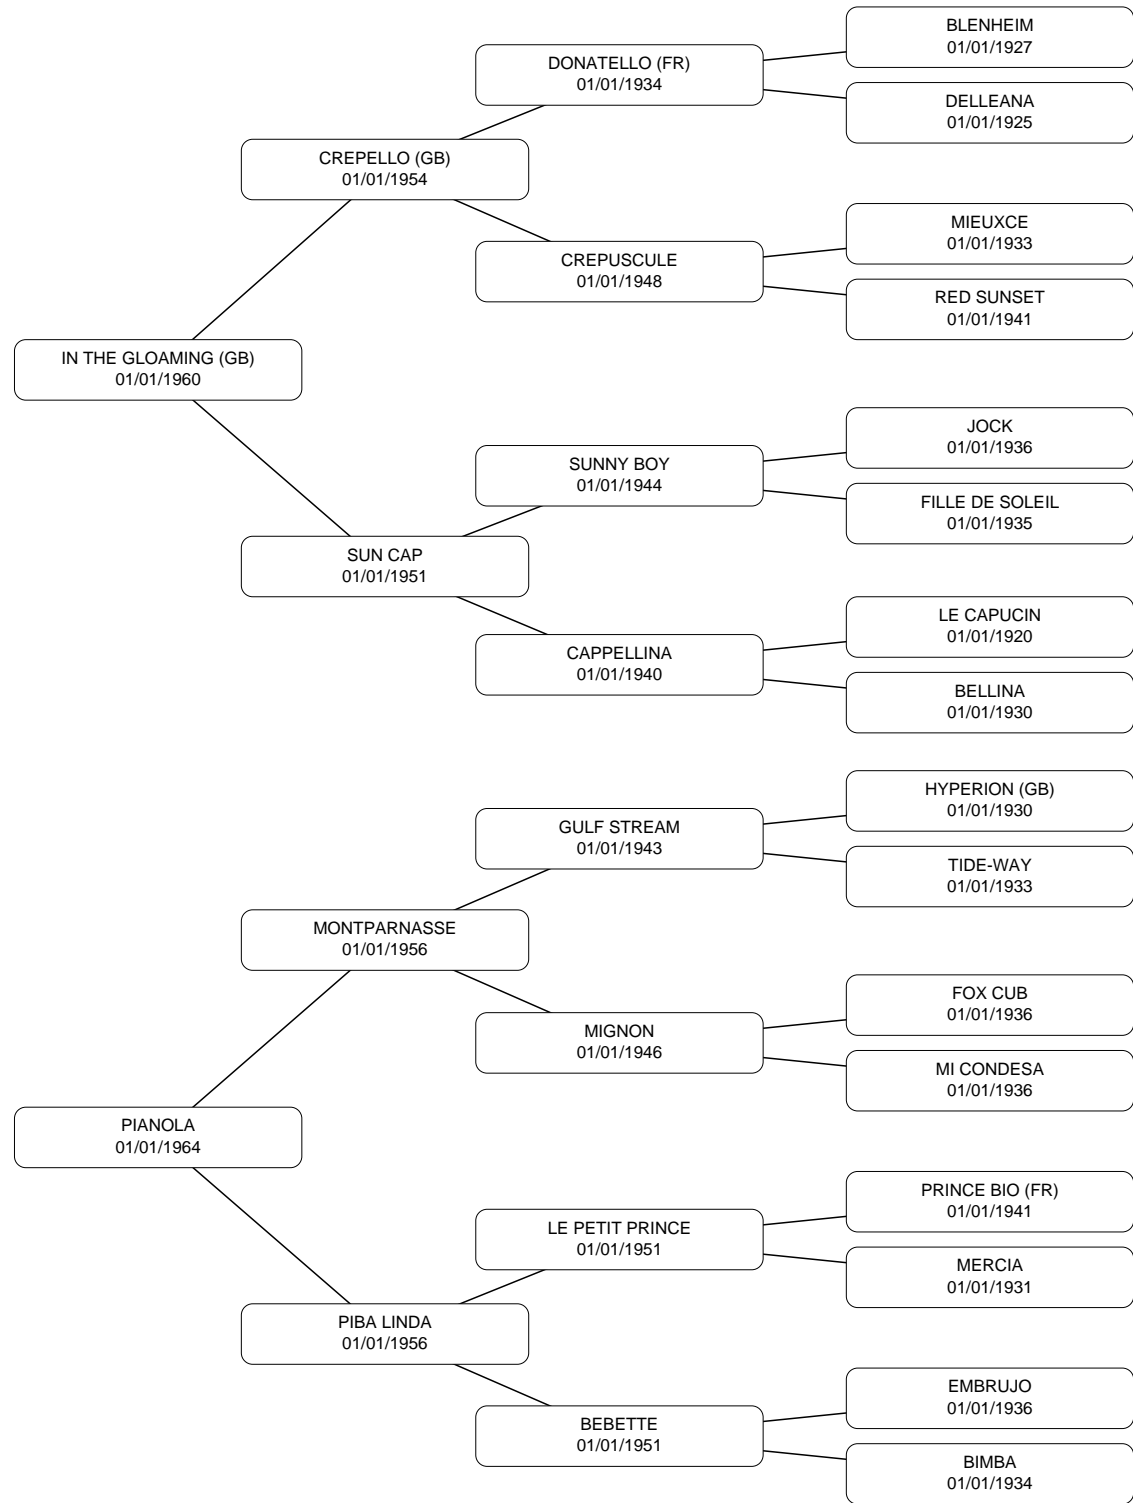 BLENHEIM
01/01/1927
DONATELLO (FR)
01/01/1934
DELLEANA
01/01/1925
CREPELLO (GB)
01/01/1954
MIEUXCE
01/01/1933
CREPUSCULE
01/01/1948
RED SUNSET
01/01/1941
IN THE GLOAMING (GB)
01/01/1960
JOCK
01/01/1936
SUNNY BOY
01/01/1944
FILLE DE SOLEIL
01/01/1935
SUN CAP
01/01/1951
LE CAPUCIN
01/01/1920
CAPPELLINA
01/01/1940
BELLINA
01/01/1930
HYPERION (GB)
01/01/1930
GULF STREAM
01/01/1943
TIDE-WAY
01/01/1933
MONTPARNASSE
01/01/1956
FOX CUB
01/01/1936
MIGNON
01/01/1946
MI CONDESA
01/01/1936
PIANOLA
01/01/1964
PRINCE BIO (FR)
01/01/1941
LE PETIT PRINCE
01/01/1951
MERCIA
01/01/1931
PIBA LINDA
01/01/1956
EMBRUJO
01/01/1936
BEBETTE
01/01/1951
BIMBA
01/01/1934